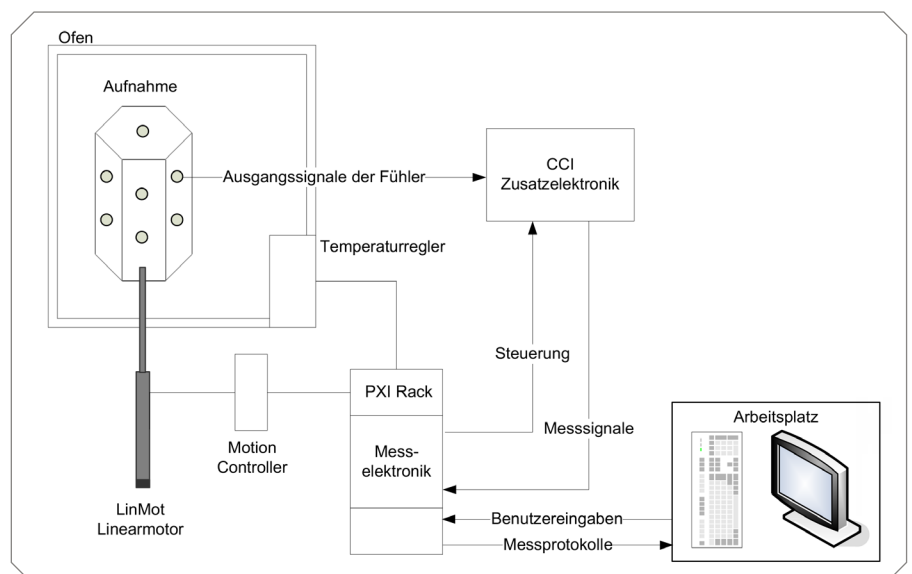 Ofen
Aufnahme
Ausgangssignale der Fühler
CCI
Zusatzelektronik
Temperaturregler
Steuerung
PXI Rack
Mess-
elektronik
Messsignale
Arbeitsplatz
Motion
Controller
LinMot
Linearmotor
Benutzereingaben
Messprotokolle